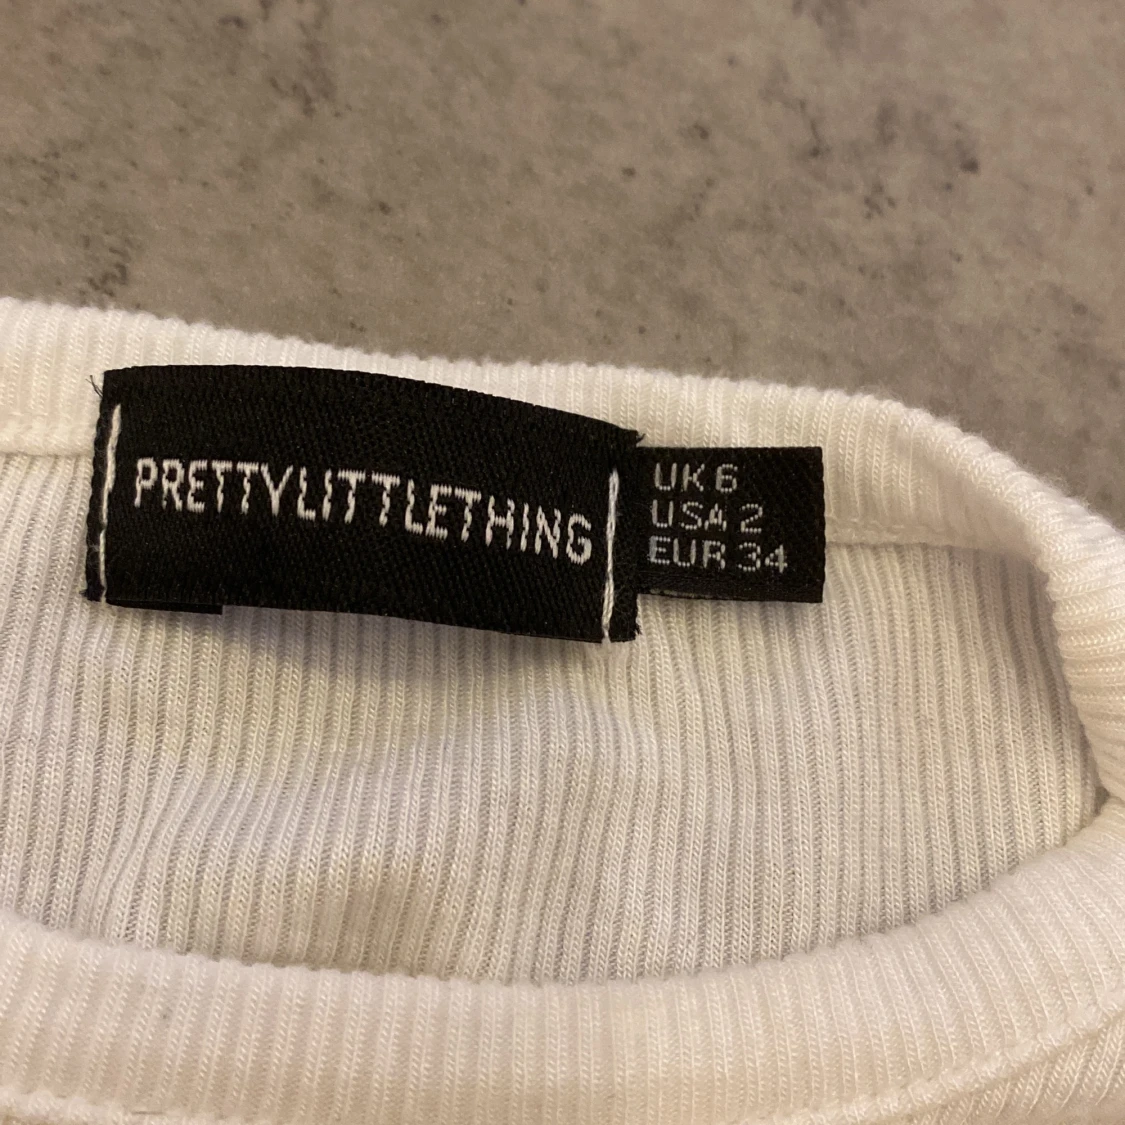 PRETTYLITTLETHING
UK 6
USA 2
EUR 34